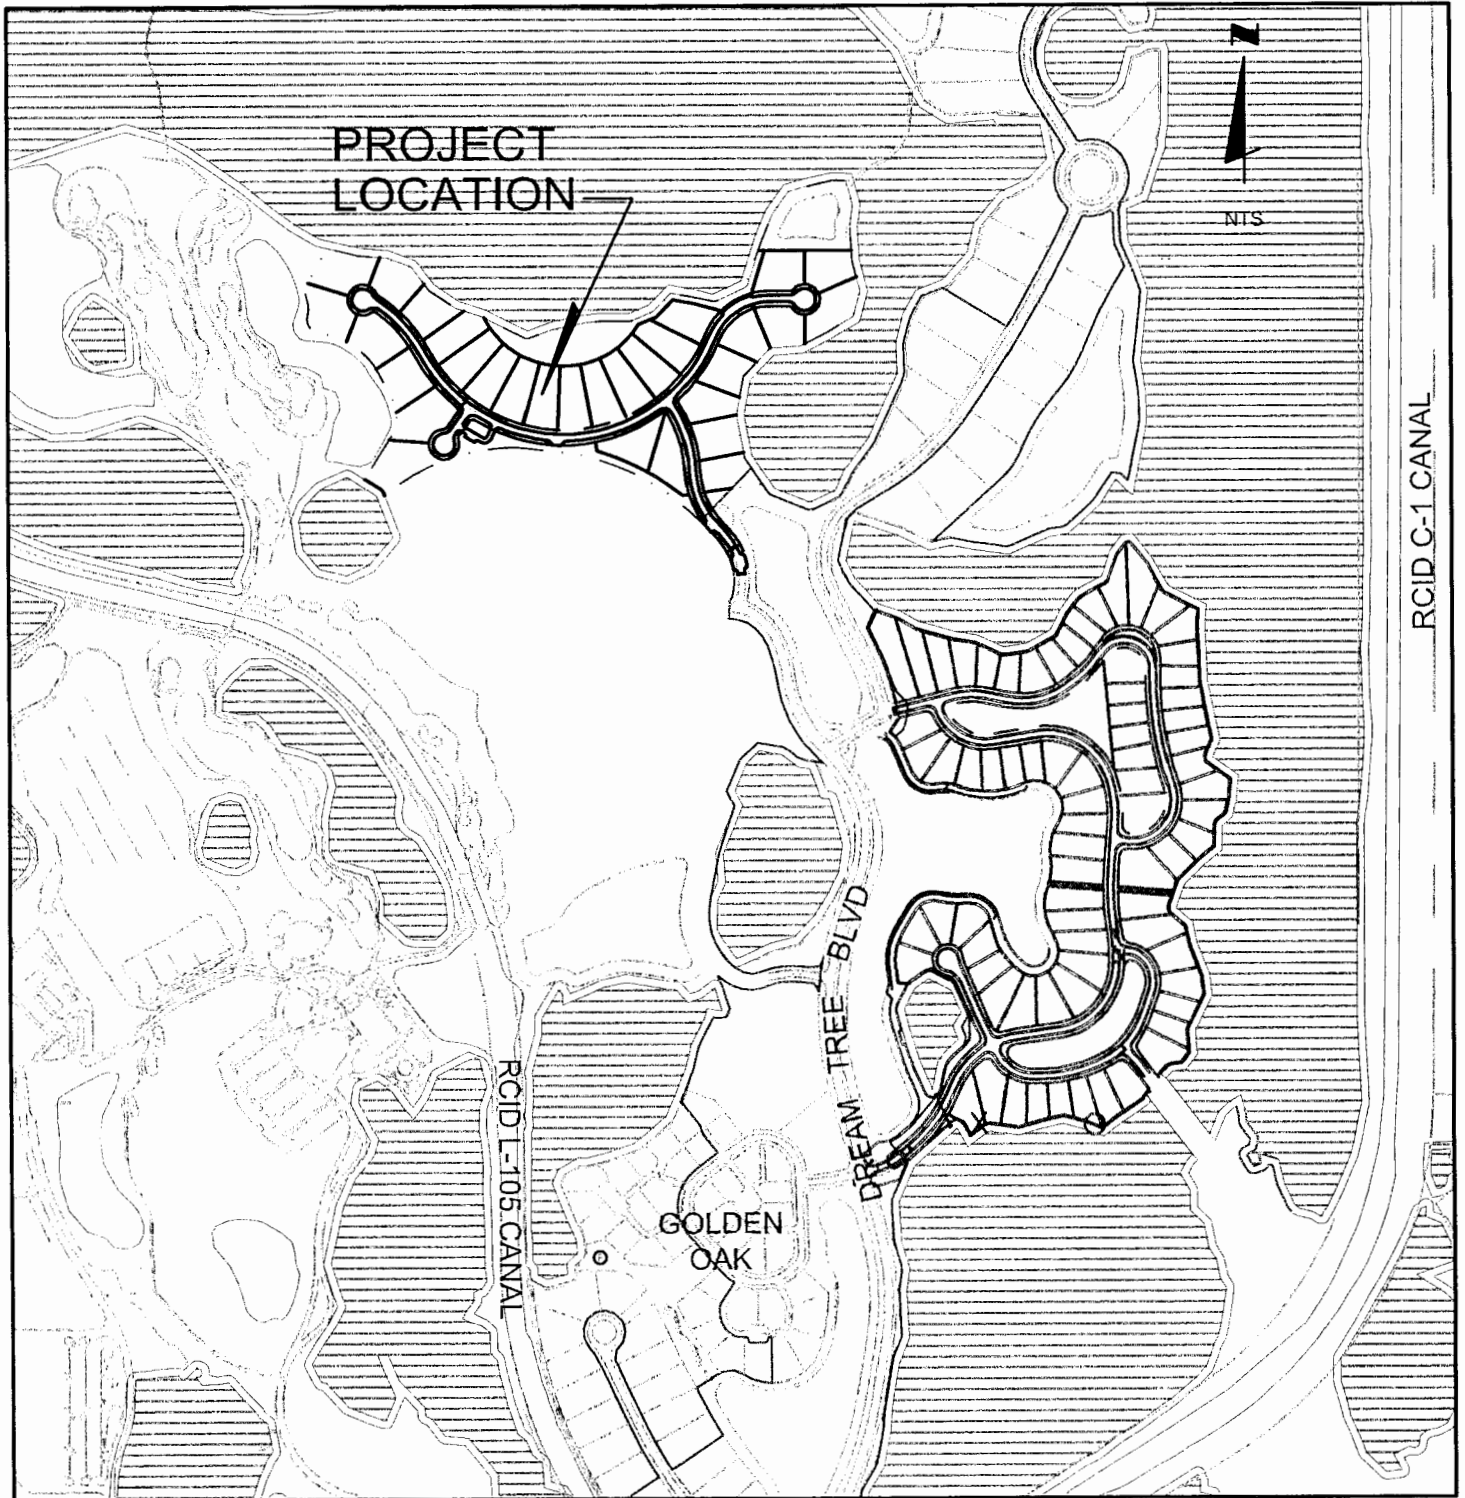 PROJECT
LOCATION
N
NTS
RCID C-1 CANAL
DREAM TREE BLVD
RCID L-105 CANAL
GOLDEN
OAK